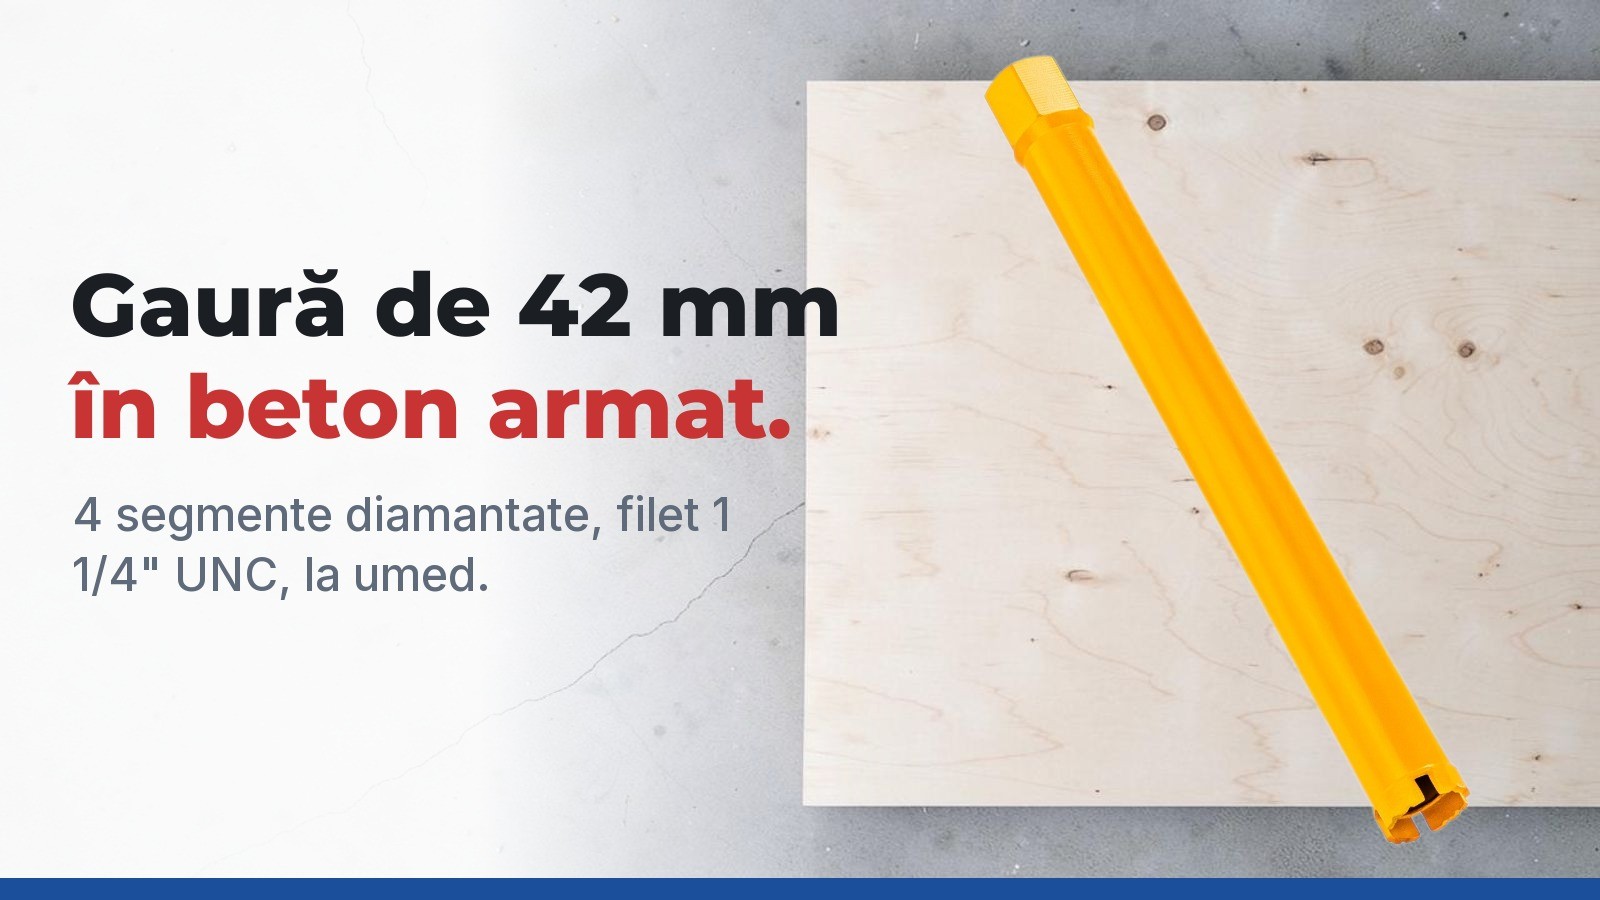 Gaură de 42 mm
în beton armat.
4 segmente diamantate, filet 1
1/4" UNC, la umed.